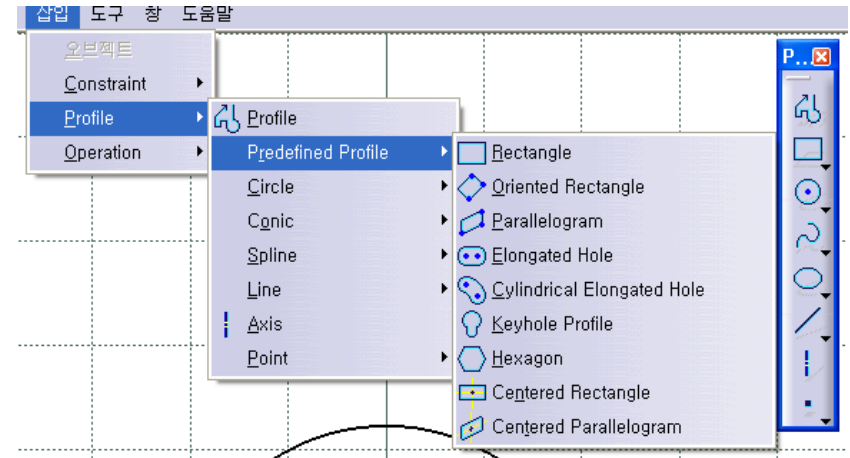 삽입 도구 창 도움말
오브젝트
Constraint
Profile
Operation
Profile
Predefined Profile
Circle
Conic
Spline
Line
Axis
Point
Rectangle
Oriented Rectangle
Parallelogram
Elongated Hole
Cylindrical Elongated Hole
Keyhole Profile
Hexagon
Centered Rectangle
Centered Parallelogram
P...